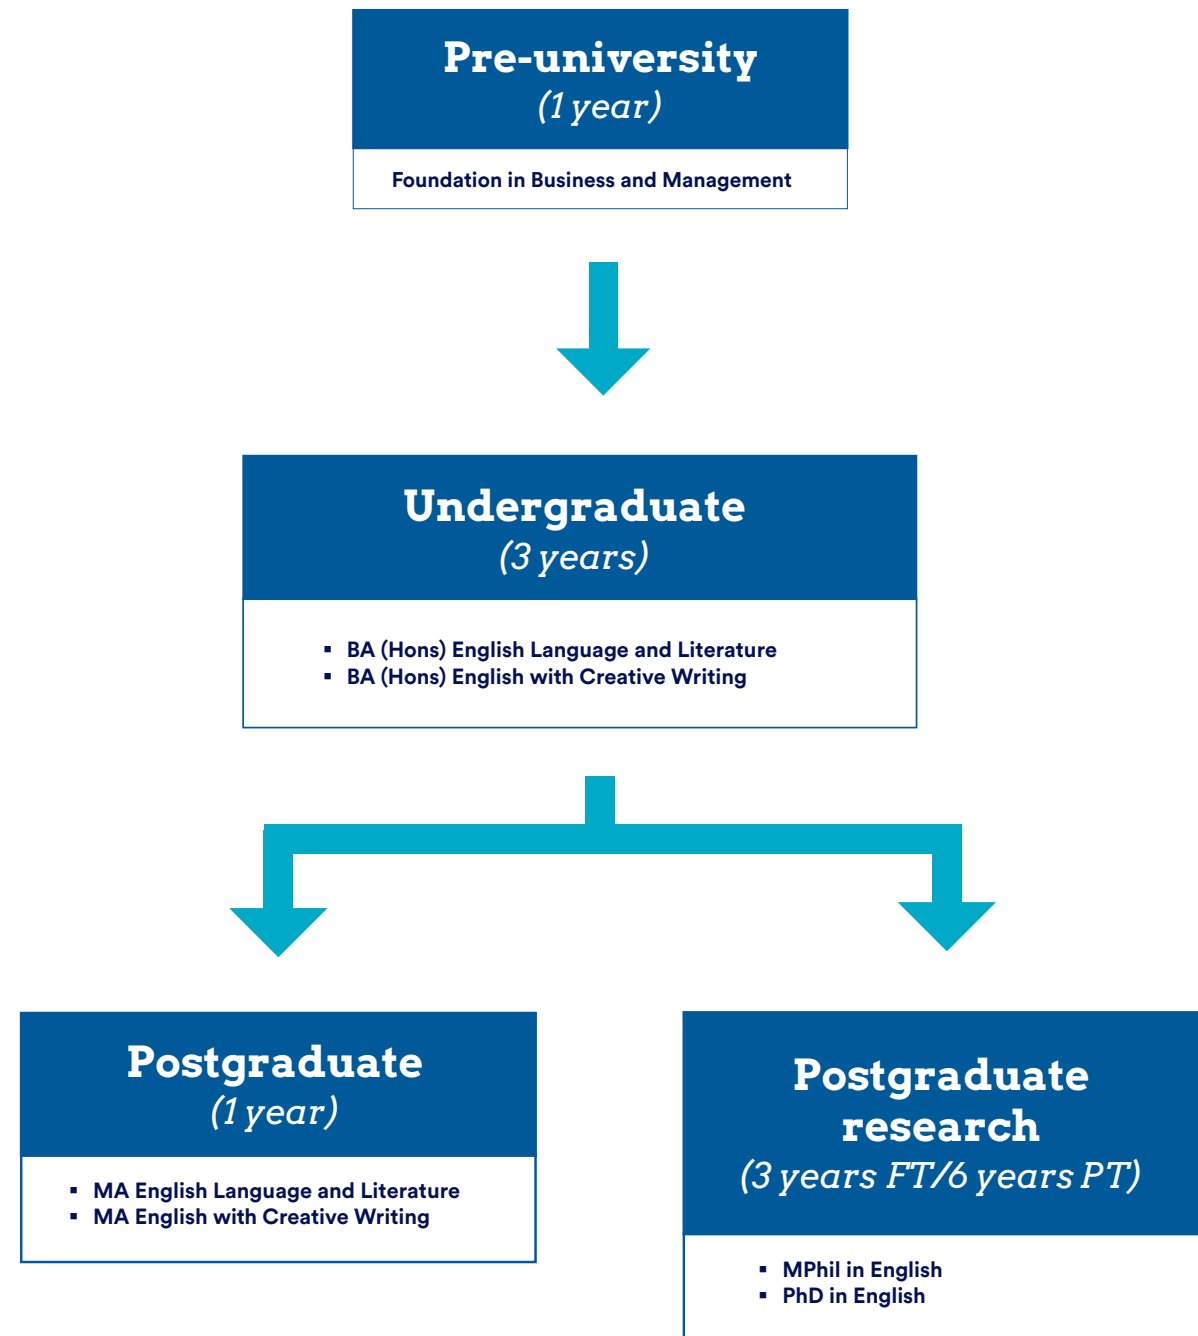 Pre-university
(1 year)
Foundation in Business and Management
Undergraduate
(3 years)
▪ BA (Hons) English Language and Literature
▪ BA (Hons) English with Creative Writing
Postgraduate
(1 year)
▪ MA English Language and Literature
▪ MA English with Creative Writing
Postgraduate
research
(3 years FT/6 years PT)
▪ MPhil in English
▪ PhD in English